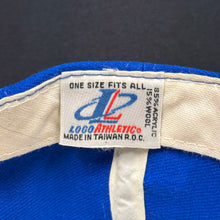 ONE SIZE FITS ALL
LOGO ATHLETIC®
MADE IN TAIWAN R.O.C.
85% ACRYLIC
15% WOOL